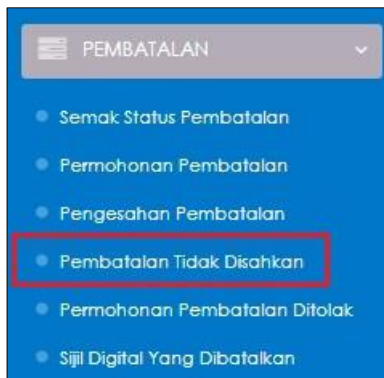 PEMBATALAN
Semak Status Pembatalan
Permohonan Pembatalan
Pengesahan Pembatalan
Pembatalan Tidak Disahkan
Permohonan Pembatalan Ditolak
Sijil Digital Yang Dibatalkan